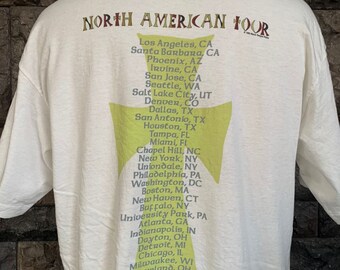 NORTH AMERICAN TOUR
Los Angeles, CA
Santa Barbara, CA
Phoenix, AZ
Irvine, CA
San Jose, CA
Seattle, WA
Salt Lake City, UT
Denver, CO
Dallas, TX
San Antonio, TX
Houston, TX
Tampa, FL
Miami, FL
Chapel Hill, NC
New York, NY
Uniondale, NY
Philadelphia, PA
Washington, DC
Boston, MA
New Haven, CT
Buffalo, NY
University Park, PA
Atlanta, GA
Indianapolis, IN
Dayton, OH
Detroit, MI
Chicago, IL
Milwaukee, WI
OH